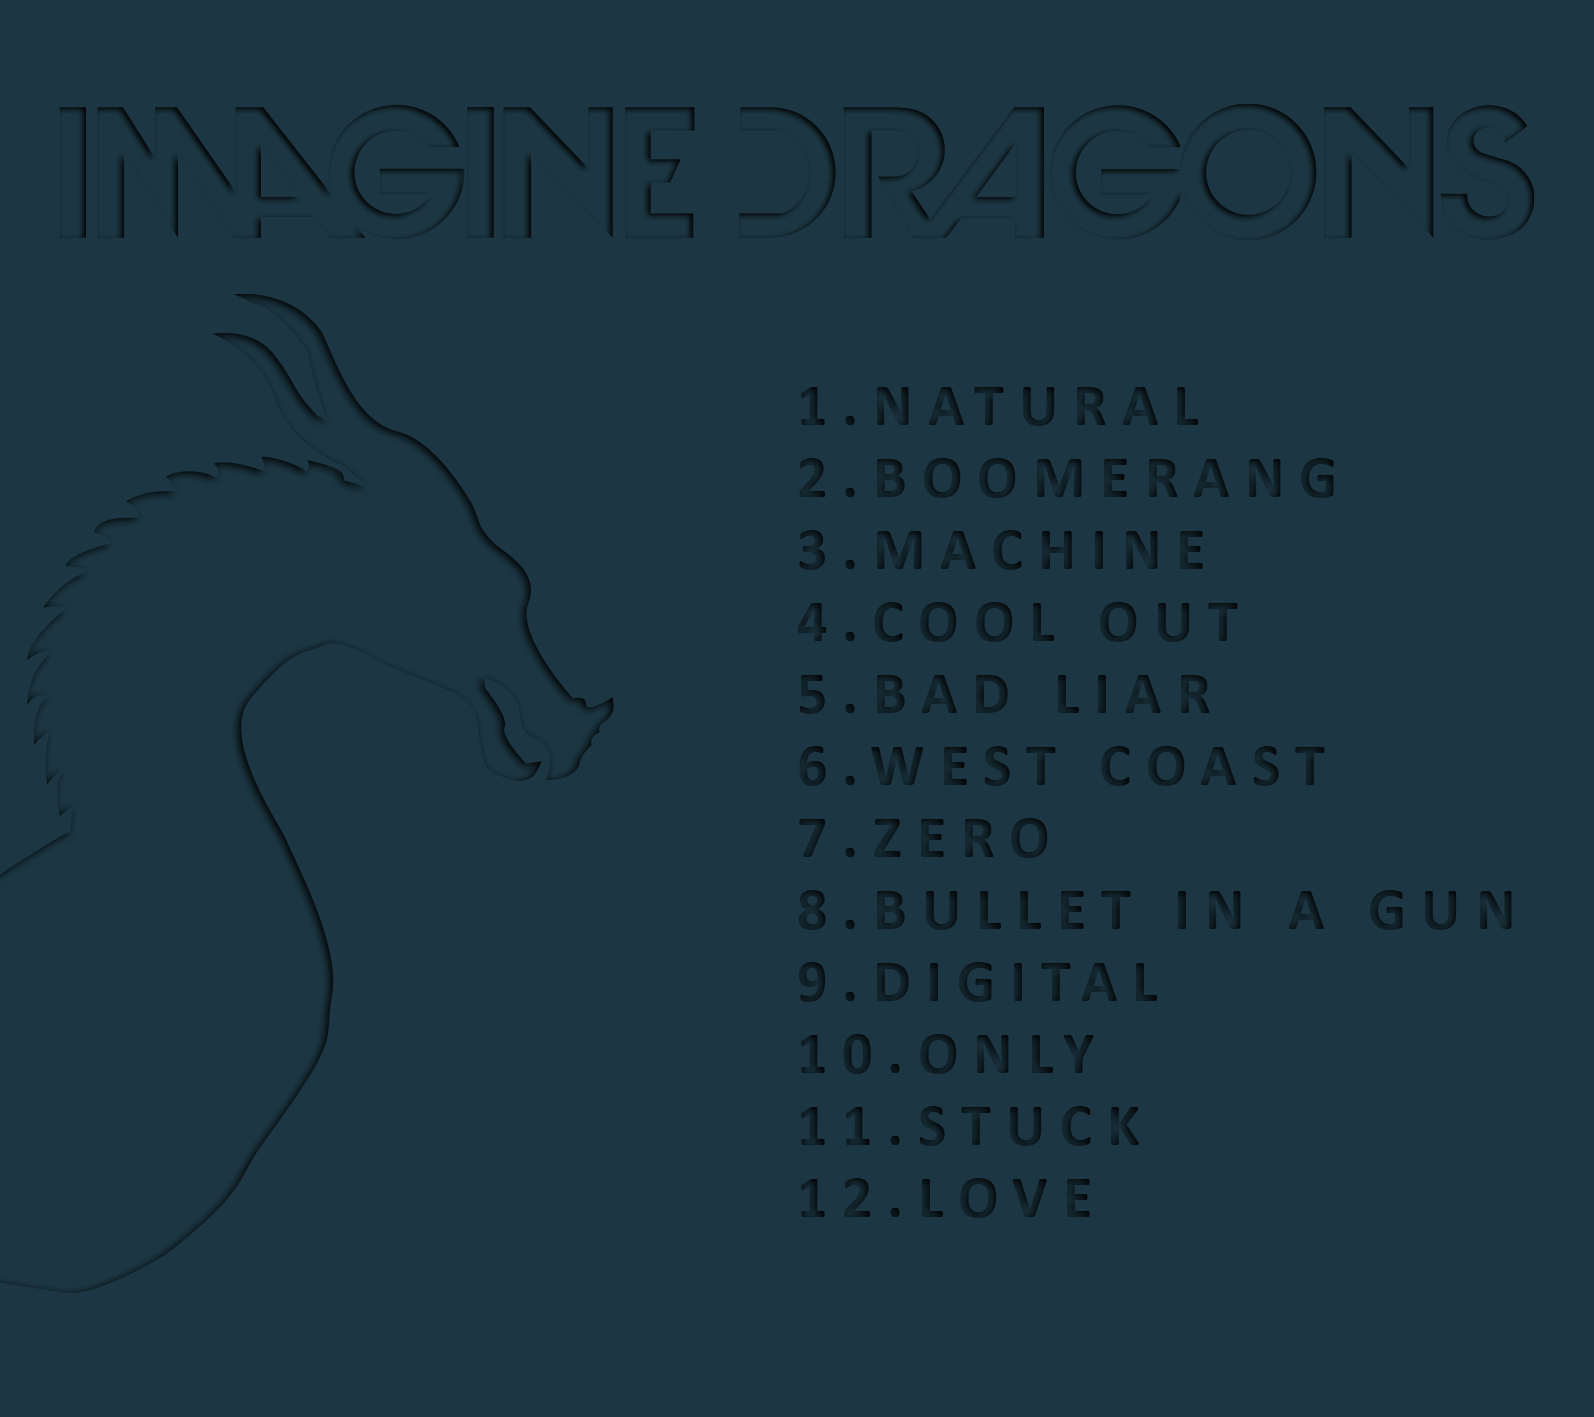 IMAGINE DRAGONS
1.NATURAL
2.BOOMERANG
3.MACHINE
4.COOL OUT
5.BAD LIAR
6.WEST COAST
7.ZERO
8.BULLET IN A GUN
9.DIGITAL
10.ONLY
11.STUCK
12.LOVE